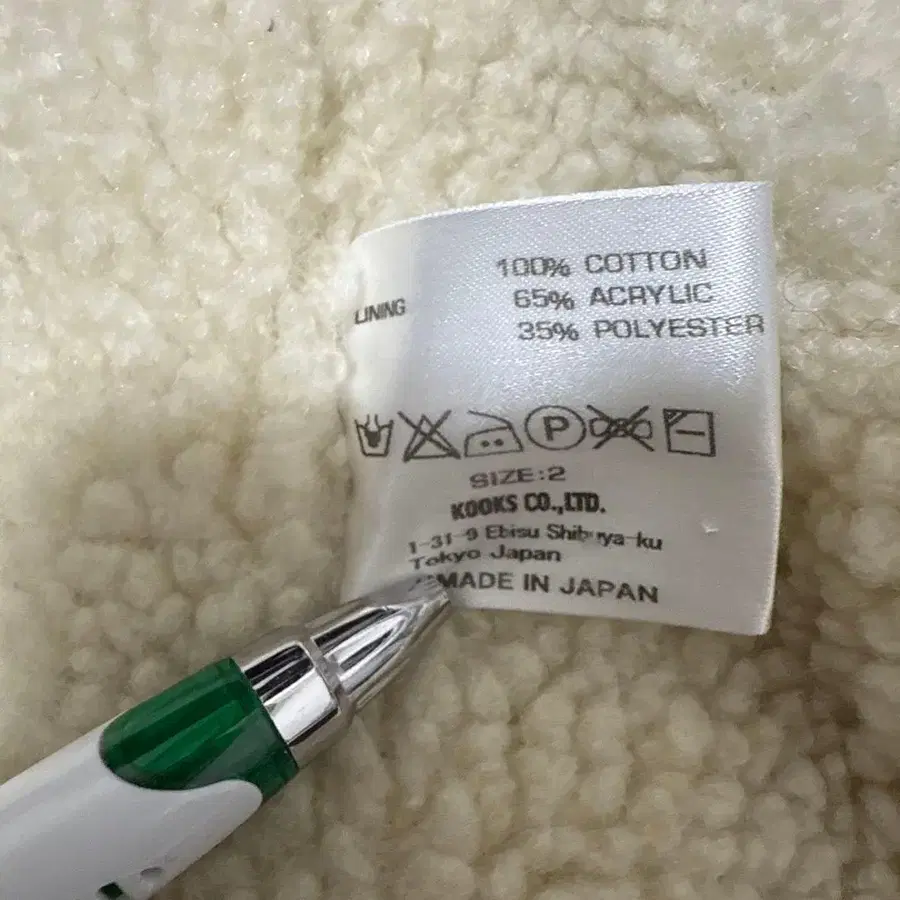 100% COTTON
LINING 65% ACRYLIC
35% POLYESTER
P
SIZE:2
KOOKS CO.,LTD.
1-31-9 Ebisu Shibuya-ku
Tokyo Japan
MADE IN JAPAN